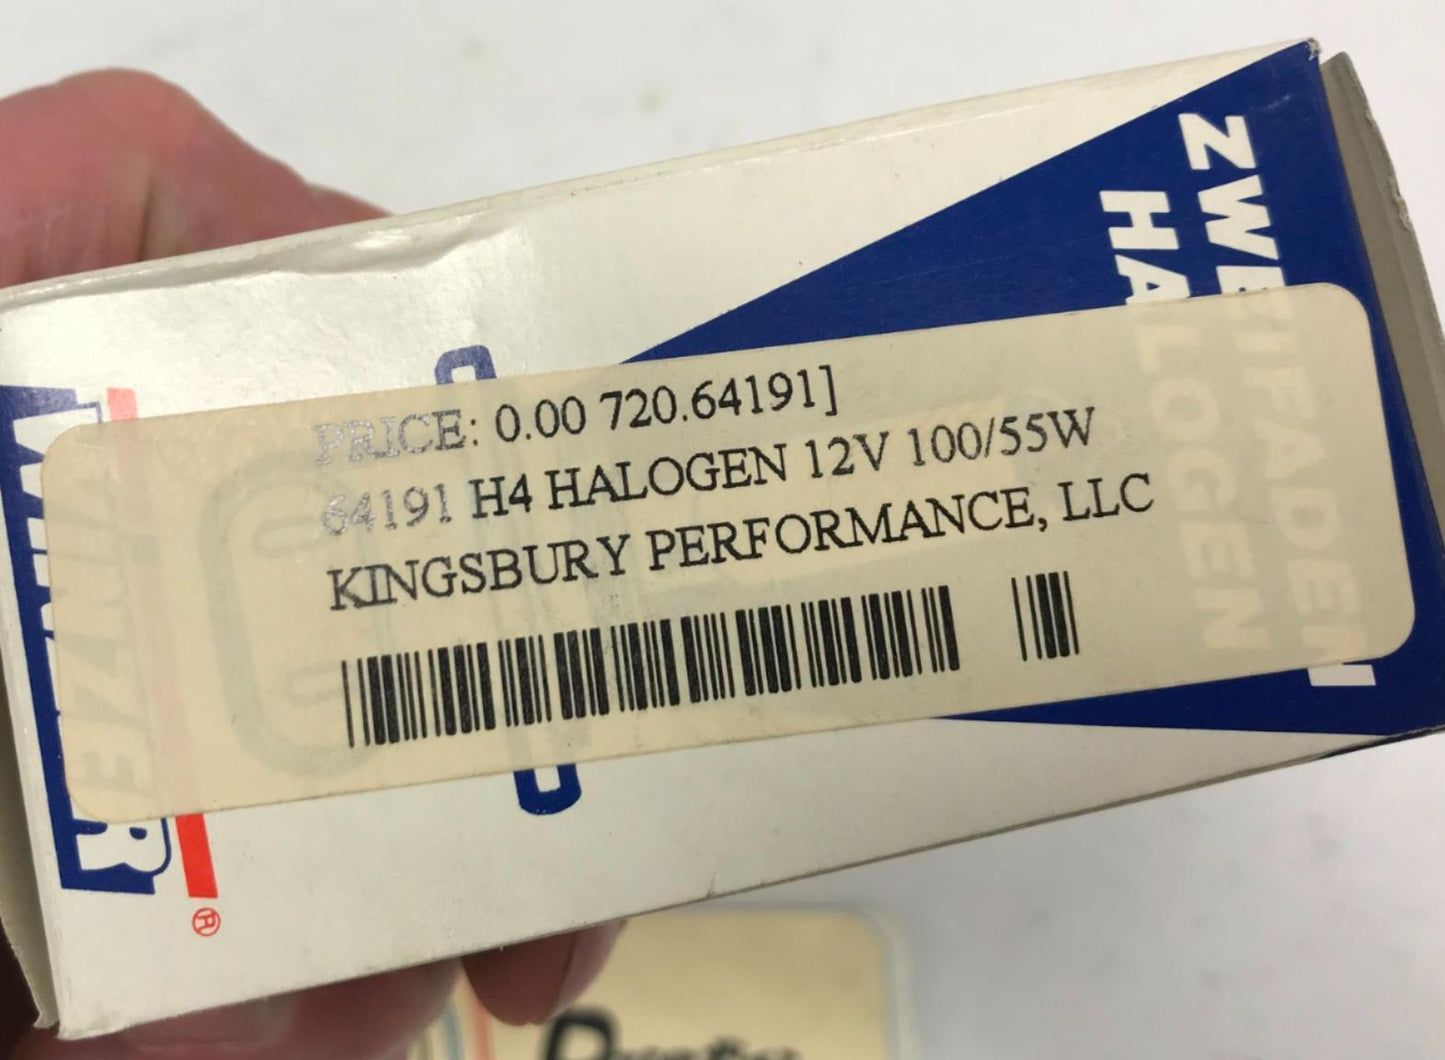 PRICE: 0.00 720.64191]
64191 H4 HALOGEN 12V 100/55W
KINGSBURY PERFORMANCE, LLC
ZWEIFADEN
HALOGEN
®